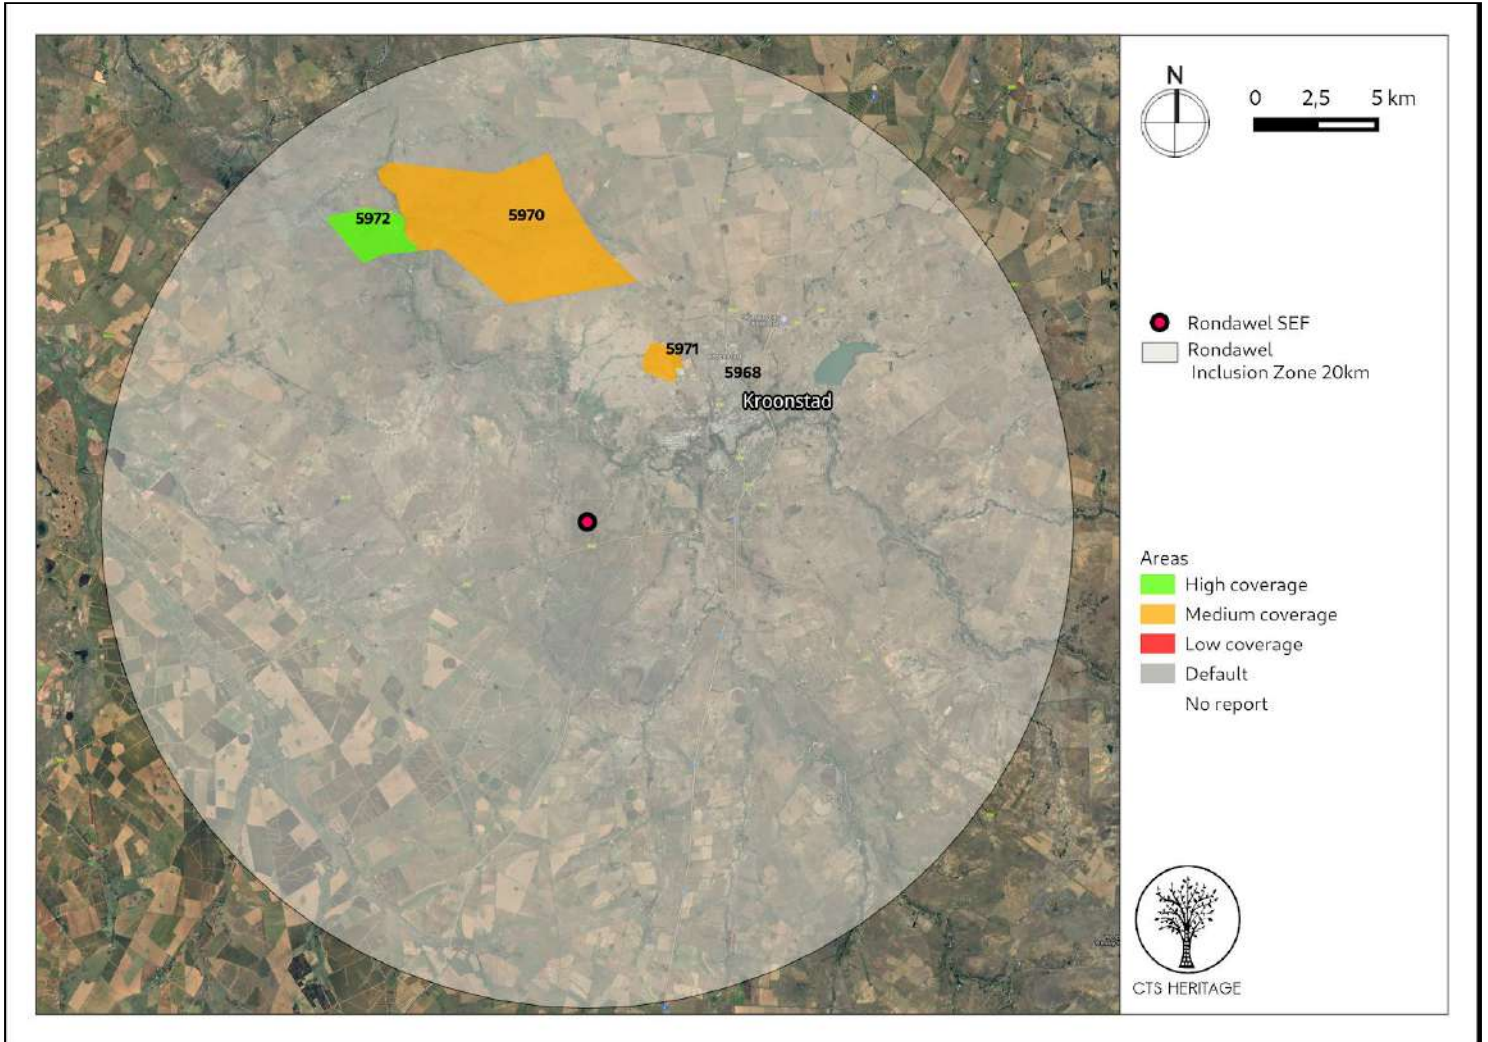 N
0 2,5 5 km
5972
5970
5971
5968
Kroonstad
Rondawel SEF
Rondawel
Inclusion Zone 20km
Areas
High coverage
Medium coverage
Low coverage
Default
No report
CTS HERITAGE